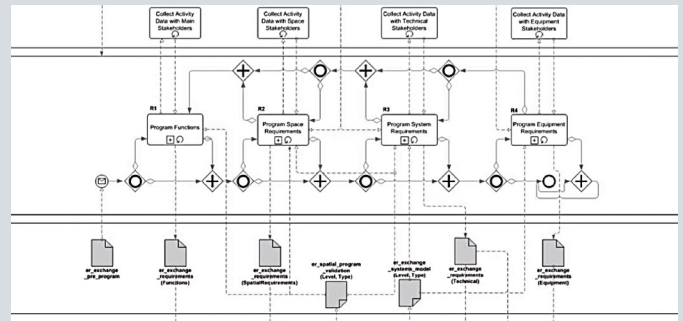 Collect Activity
Data with Main
Stakeholders
Collect Activity
Data with Space
Stakeholders
Collect Activity
Data with Technical
Stakeholders
Collect Activity
Data with Equipment
Stakeholders
R1
Program Functions
R2
Program Space
Requirements
R3
Program System
Requirements
R4
Program Equipment
Requirements
er_exchange
_pre_program
er_exchange
_requirements
(Functions)
er_exchange
_requirements
(SpatialRequirements)
er_spatial_program
_validation
(Level, Type)
er_exchange
_systems_model
(Level, Type)
er_exchange
_requirements
(Technical)
er_exchange
_requirements
(Equipment)